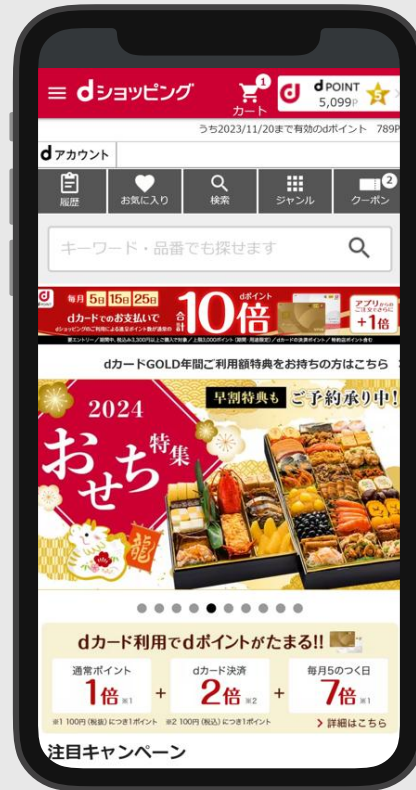 dショッピング
1
カート
d POINT
5,099P
5
うち2023/11/20まで有効のdポイント 789P
dアカウント
履歴
お気に入り
検索
ジャンル
2
クーポン
キーワード・品番でも探せます
毎月 5日 15日 25日
dカードでのお支払いで
合計
10倍
dポイント
アプリからの
ご注文でさらに
+1倍
dカードGOLD年間ご利用額特典をお持ちの方はこちら
早割特典も ご予約承り中!
2024
おせち
特集
龍
dカード利用でdポイントがたまる!!
通常ポイント
1倍 ※1
+
dカード決済
2倍 ※2
+
毎月5のつく日
7倍 ※1
※1 100円(税抜)につき1ポイント ※2 100円(税込)につき1ポイント
詳細はこちら
注目キャンペーン